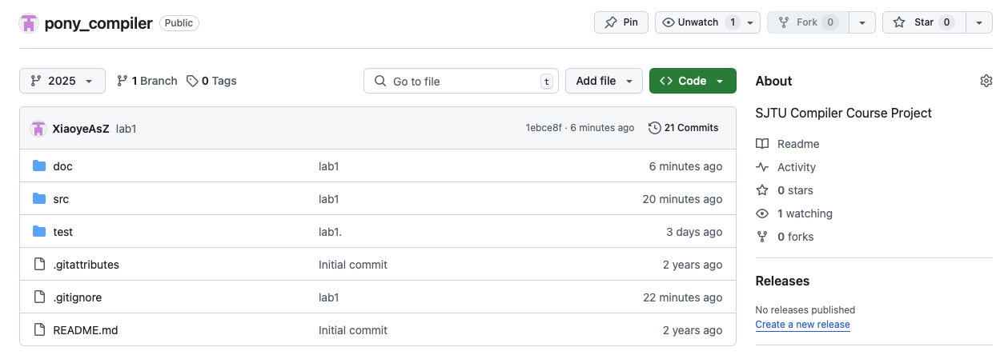 pony_compiler Public Pin Unwatch 1 Fork 0 Star 0
2025 1 Branch 0 Tags Go to file t Add file Code
XiaoyeAsZ lab1 1ebce8f · 6 minutes ago 21 Commits
doc lab1 6 minutes ago
src lab1 20 minutes ago
test lab1. 3 days ago
.gitattributes Initial commit 2 years ago
.gitignore lab1 22 minutes ago
README.md Initial commit 2 years ago
About
SJTU Compiler Course Project
Readme
Activity
0 stars
1 watching
0 forks
Releases
No releases published
Create a new release